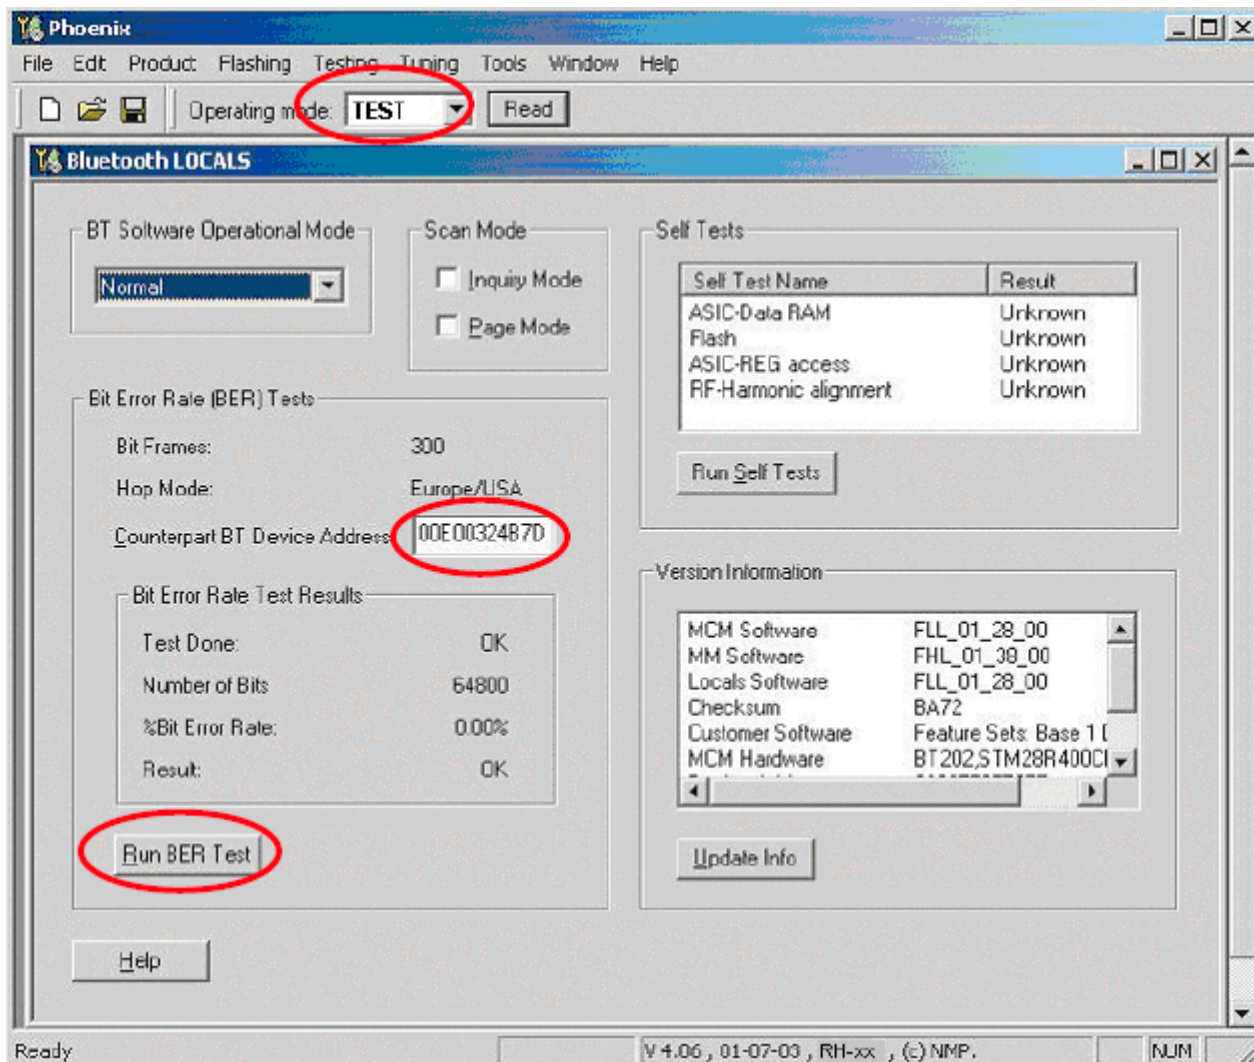 Phoenix
File Edit Product Flashing Testing Tuning Tools Window Help
Operating mode: TEST Read
Bluetooth LOCALS
BT Software Operational Mode
Normal
Scan Mode
Inquiry Mode
Page Mode
Self Tests
Self Test Name Result
ASIC-Data RAM Unknown
Flash Unknown
ASIC-REG access Unknown
RF-Harmonic alignment Unknown
Run Self Tests
Bit Error Rate (BER) Tests
Bit Frames: 300
Hop Mode: Europe/USA
Counterpart BT Device Address 00E00324B7D
Bit Error Rate Test Results
Test Done: OK
Number of Bits 64800
%Bit Error Rate: 0.00%
Result: OK
Run BER Test
Version Information
MCM Software FLL_01_28_00
MM Software FHL_01_38_00
Locals Software FLL_01_28_00
Checksum BA72
Customer Software Feature Sets: Base 1
MCM Hardware
Update Info
Help
Ready V 4.06 , 01-07-03 , RH-xx , (c) NMP. NUM